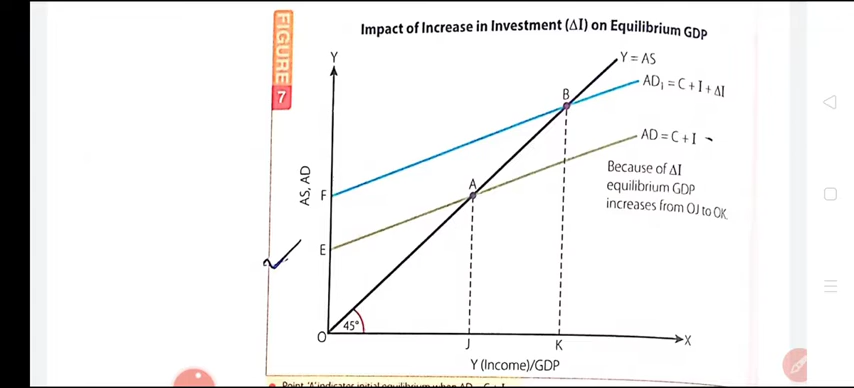 FIGURE
7
Impact of Increase in Investment (ΔI) on Equilibrium GDP
Y
Y = AS
AD₁ = C + I + ΔI
B
AD = C + I
Because of ΔI
equilibrium GDP
increases from OJ to OK
AS, AD
F
A
E
O
45°
J
K
X
Y (Income)/GDP